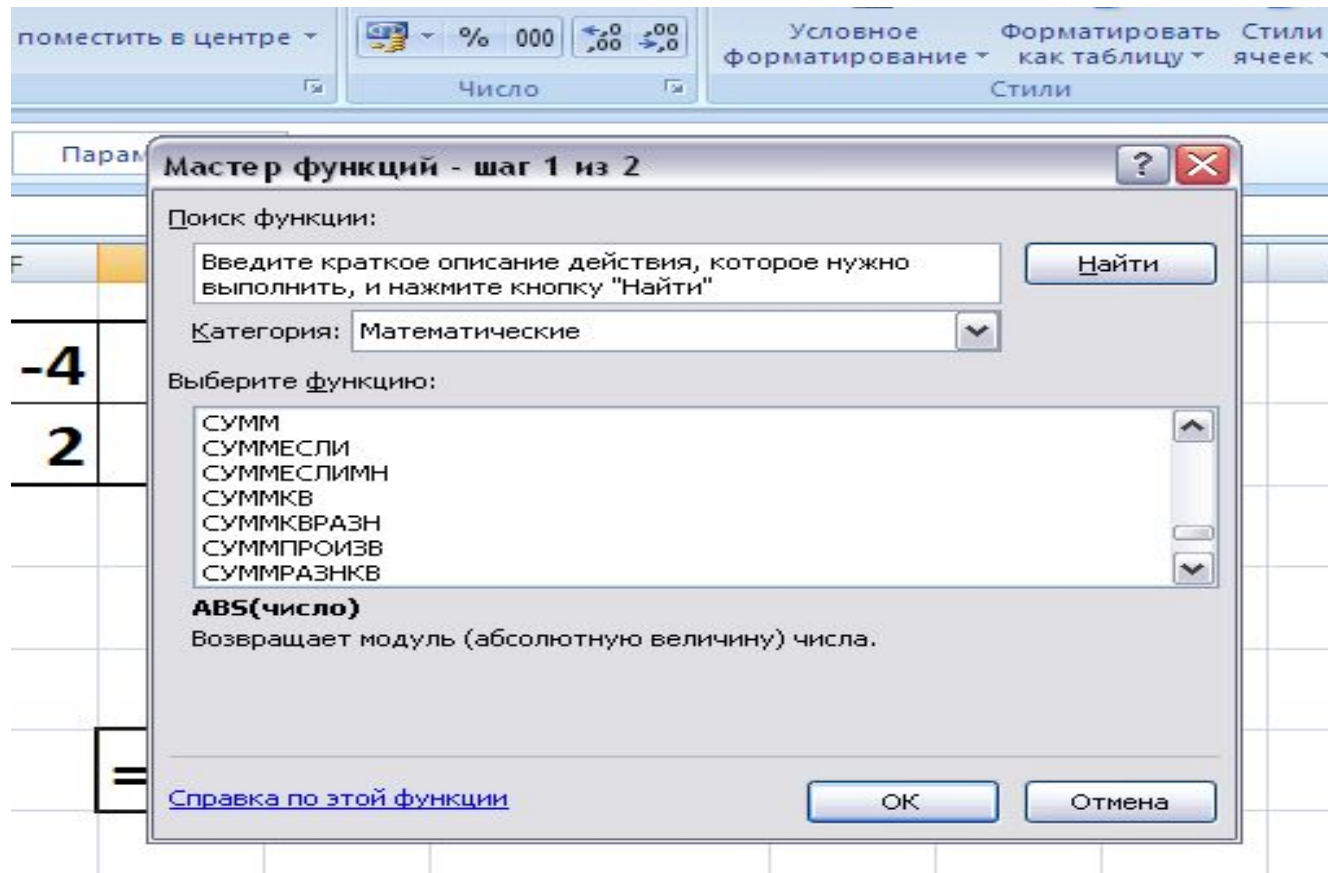 поместить в центре
% 000 ,00 ,00
Условное форматирование
Форматировать как таблицу
Стили ячеек
Число
Стили
Парам
Мастер функций - шаг 1 из 2
?
Поиск функции:
Введите краткое описание действия, которое нужно
выполнить, и нажмите кнопку "Найти"
Найти
Категория: Математические
F
-4
Выберите функцию:
СУММ
2
СУММЕСЛИ
СУММЕСЛИМН
СУММКВ
СУММКВРАЗН
СУММПРОИЗВ
СУММРАЗНКВ
ABS(число)
Возвращает модуль (абсолютную величину) числа.
=
Справка по этой функции
ОК
Отмена